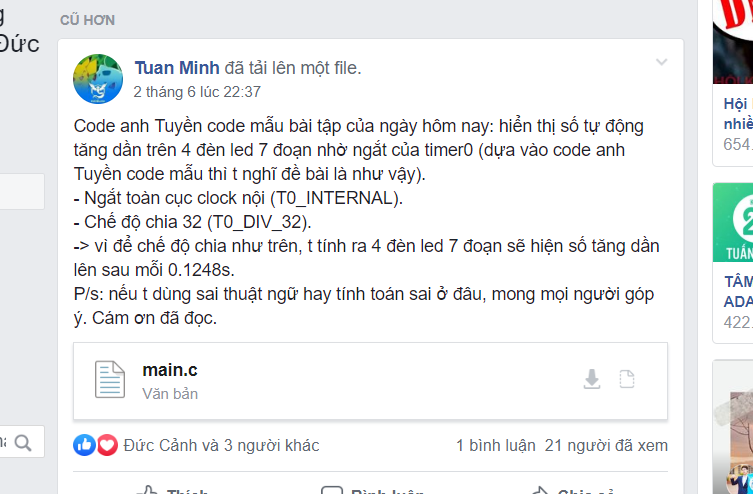 CŨ HƠN
Đức
Tuan Minh đã tải lên một file.
2 tháng 6 lúc 22:37
Code anh Tuyền code mẫu bài tập của ngày hôm nay: hiển thị số tự động
tăng dần trên 4 đèn led 7 đoạn nhờ ngắt của timer0 (dựa vào code anh
Tuyền code mẫu thì t nghĩ đề bài là như vậy).
- Ngắt toàn cục clock nội (T0_INTERNAL).
- Chế độ chia 32 (T0_DIV_32).
-> vì để chế độ chia như trên, t tính ra 4 đèn led 7 đoạn sẽ hiện số tăng dần
lên sau mỗi 0.1248s.
P/s: nếu t dùng sai thuật ngữ hay tính toán sai ở đâu, mong mọi người góp
ý. Cám ơn đã đọc.
main.c
Văn bản
Đức Cảnh và 3 người khác
1 bình luận 21 người đã xem
Thích
Bình luận
Chia sẻ
Hội
nhiề
654.
2
TUẦN
TÂM
ADA
422.